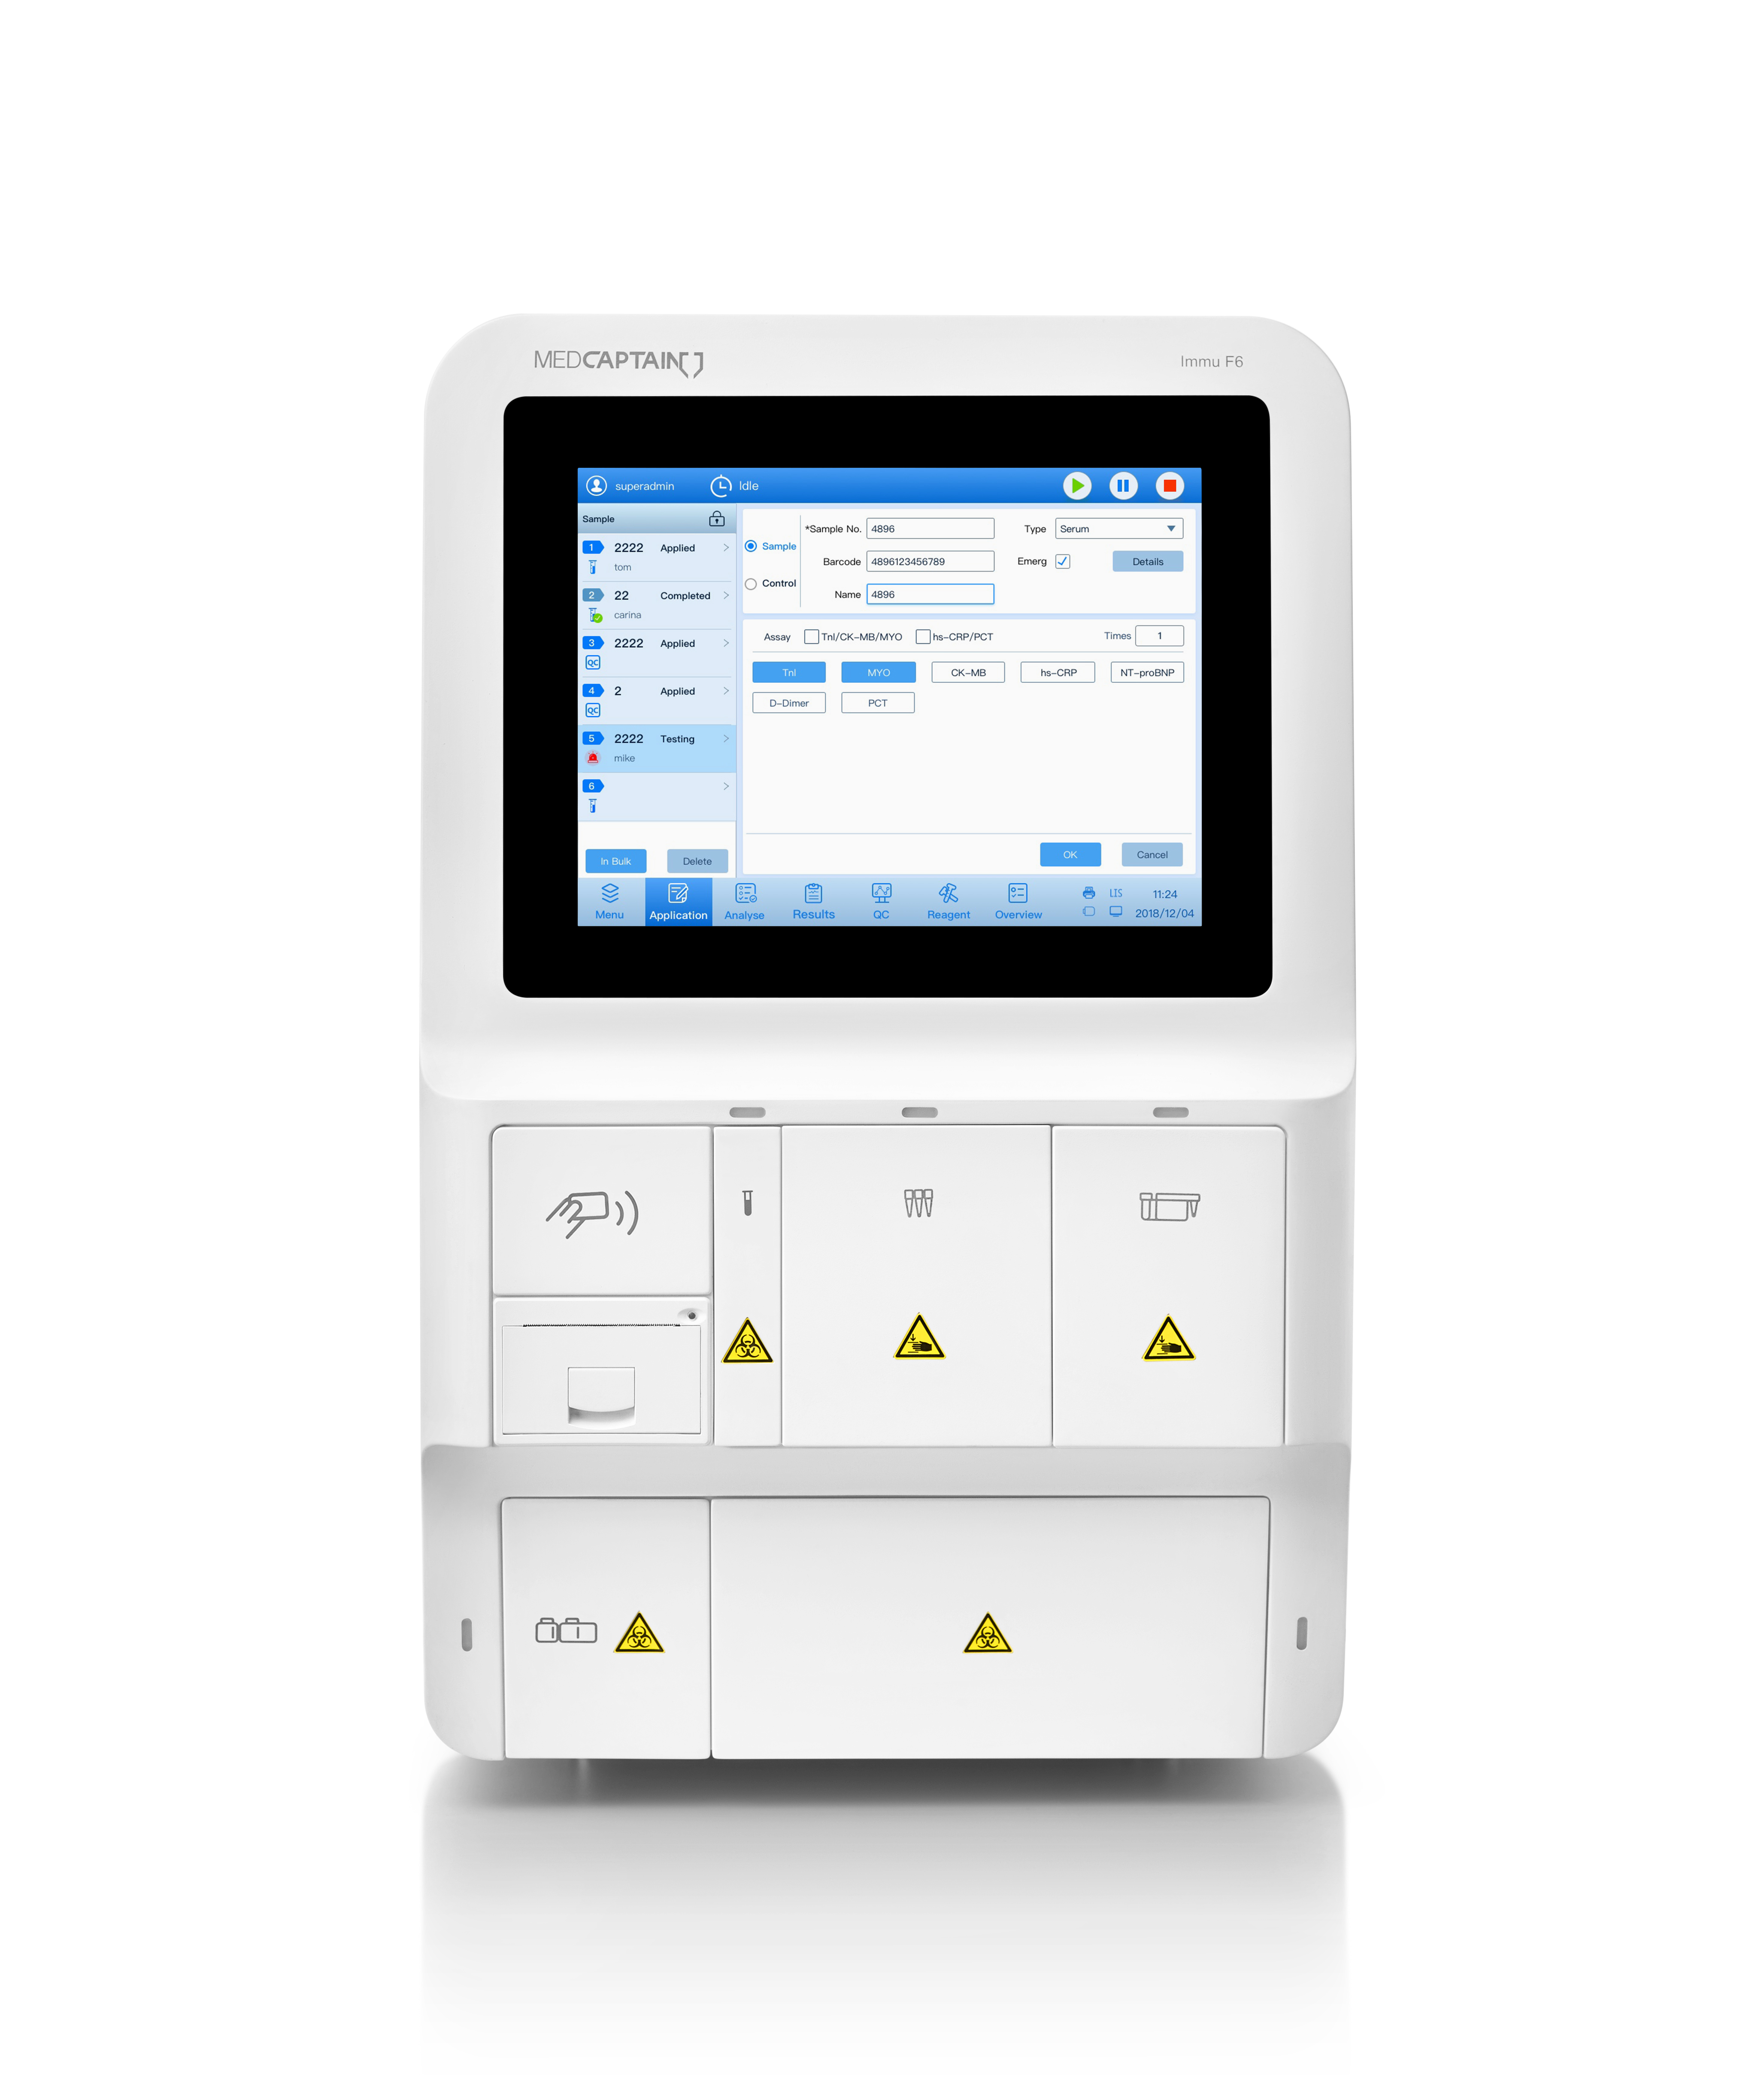 MEDCAPTAIN
Immu F6
superadmin Idle
Sample
1 2222 Applied
tom
2 22 Completed
carina
3 2222 Applied
QC
4 2 Applied
QC
5 2222 Testing
mike
6
In Bulk Delete
Sample
Control
*Sample No. 4896 Type Serum
Barcode 4896123456789 Emerg Details
Name 4896
Assay TnI/CK-MB/MYO hs-CRP/PCT Times 1
TnI MYO CK-MB hs-CRP NT-proBNP
D-Dimer PCT
OK Cancel
Menu Application Analyse Results QC Reagent Overview
LIS 11:24
2018/12/04